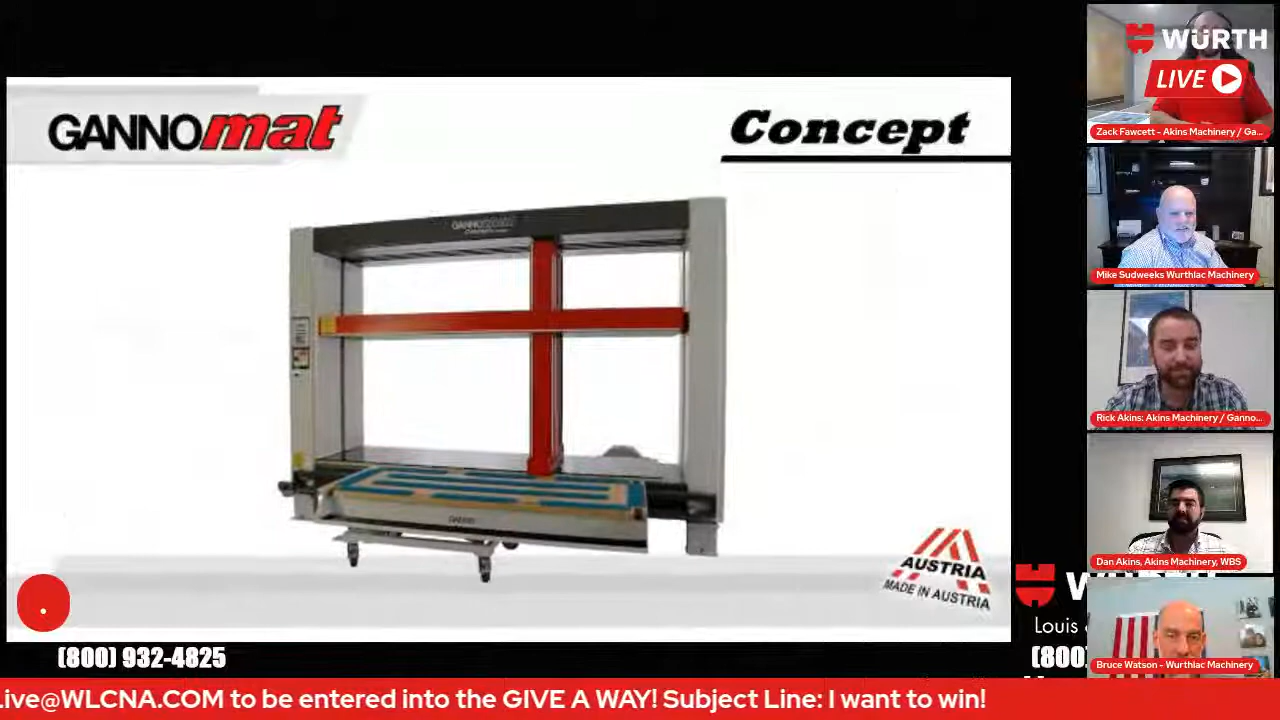 GANNOmat
Concept
AUSTRIA
MADE IN AUSTRIA
(800) 932-4825
WÜRTH
LIVE
Zack Fawcett - Akins Machinery / Ga...
Mike Sudweeks Wurthlac Machinery
Rick Akins: Akins Machinery / Ganno...
Dan Akins, Akins Machinery, WBS
Louis
(800)
Bruce Watson - Wurthlac Machinery
Live@WLCNA.COM to be entered into the GIVE A WAY! Subject Line: I want to win!